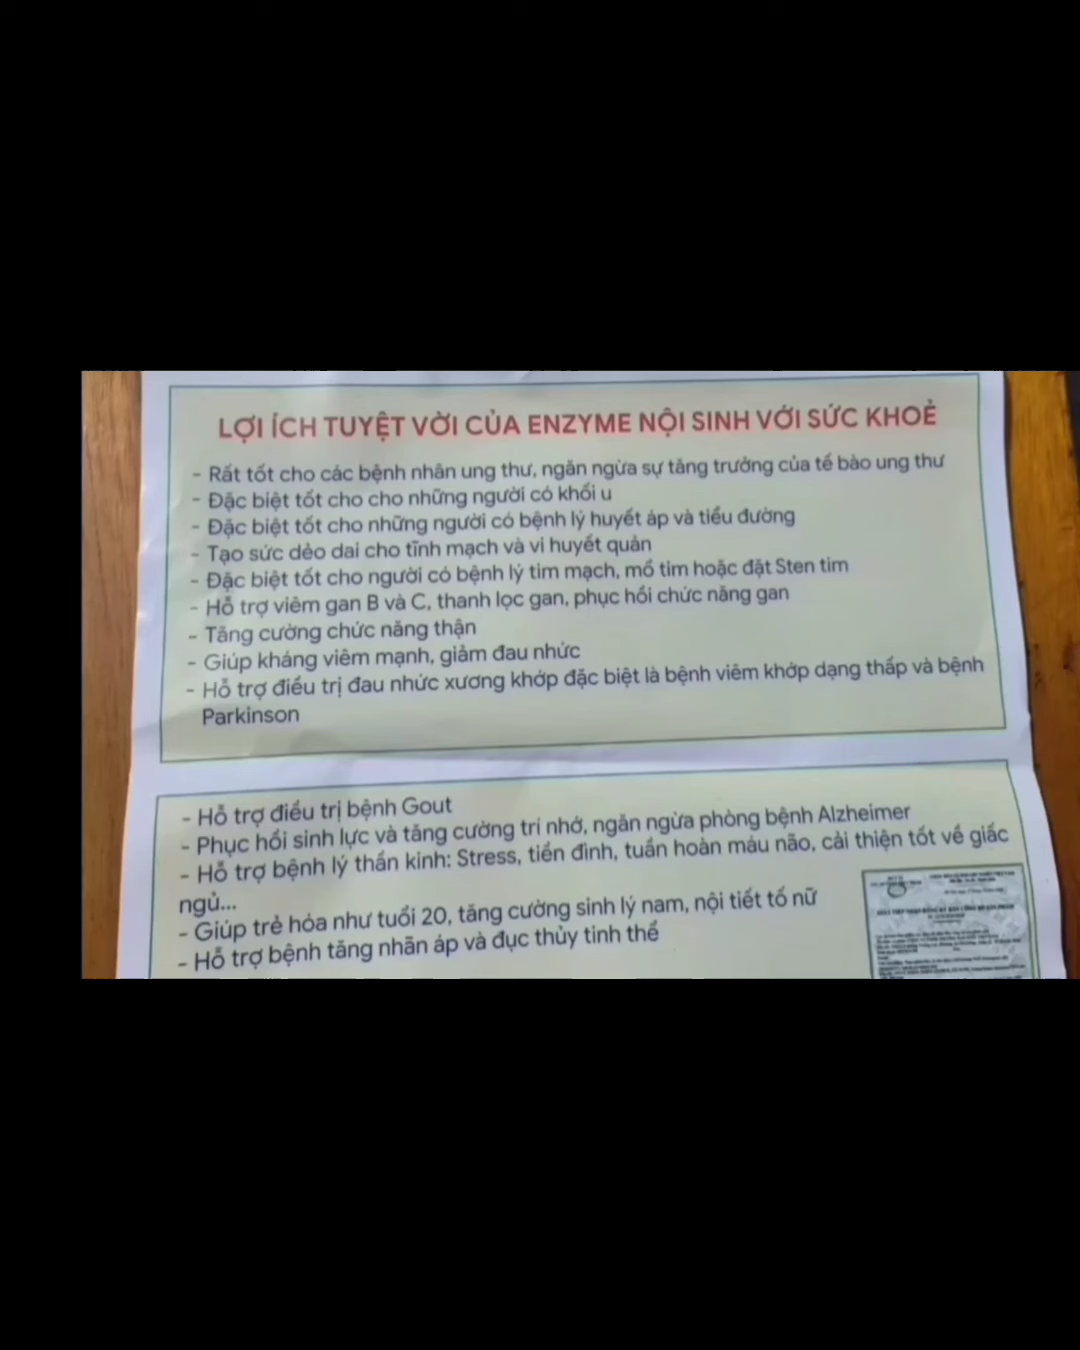 LỢI ÍCH TUYỆT VỜI CỦA ENZYME NỘI SINH VỚI SỨC KHOẺ
- Rất tốt cho các bệnh nhân ung thư, ngăn ngừa sự tăng trưởng của tế bào ung thư
- Đặc biệt tốt cho cho những người có khối u
- Đặc biệt tốt cho những người có bệnh lý huyết áp và tiểu đường
- Tạo sức dẻo dai cho tĩnh mạch và vi huyết quản
- Đặc biệt tốt cho người có bệnh lý tim mạch, mổ tim hoặc đặt Sten tim
- Hỗ trợ viêm gan B và C, thanh lọc gan, phục hồi chức năng gan
- Tăng cường chức năng thận
- Giúp kháng viêm mạnh, giảm đau nhức
- Hỗ trợ điều trị đau nhức xương khớp đặc biệt là bệnh viêm khớp dạng thấp và bệnh
Parkinson
- Hỗ trợ điều trị bệnh Gout
- Phục hồi sinh lực và tăng cường trí nhớ, ngăn ngừa phòng bệnh Alzheimer
- Hỗ trợ bệnh lý thần kinh: Stress, tiền đình, tuần hoàn máu não, cải thiện tốt về giấc
ngủ...
- Giúp trẻ hóa như tuổi 20, tăng cường sinh lý nam, nội tiết tố nữ
- Hỗ trợ bệnh tăng nhãn áp và đục thủy tinh thể